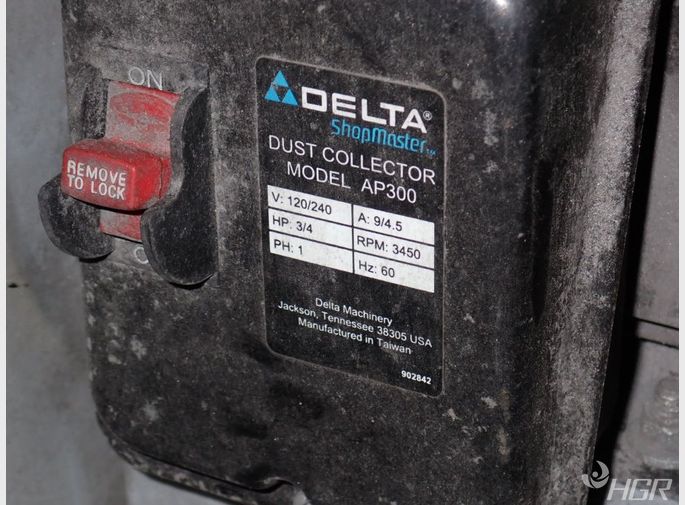 ON
REMOVE
TO LOCK
DELTA®
ShopMaster™
DUST COLLECTOR
MODEL AP300
V: 120/240 A: 9/4.5
HP: 3/4 RPM: 3450
PH: 1 Hz: 60
Delta Machinery
Jackson, Tennessee 38305 USA
Manufactured in Taiwan
902842
HGR